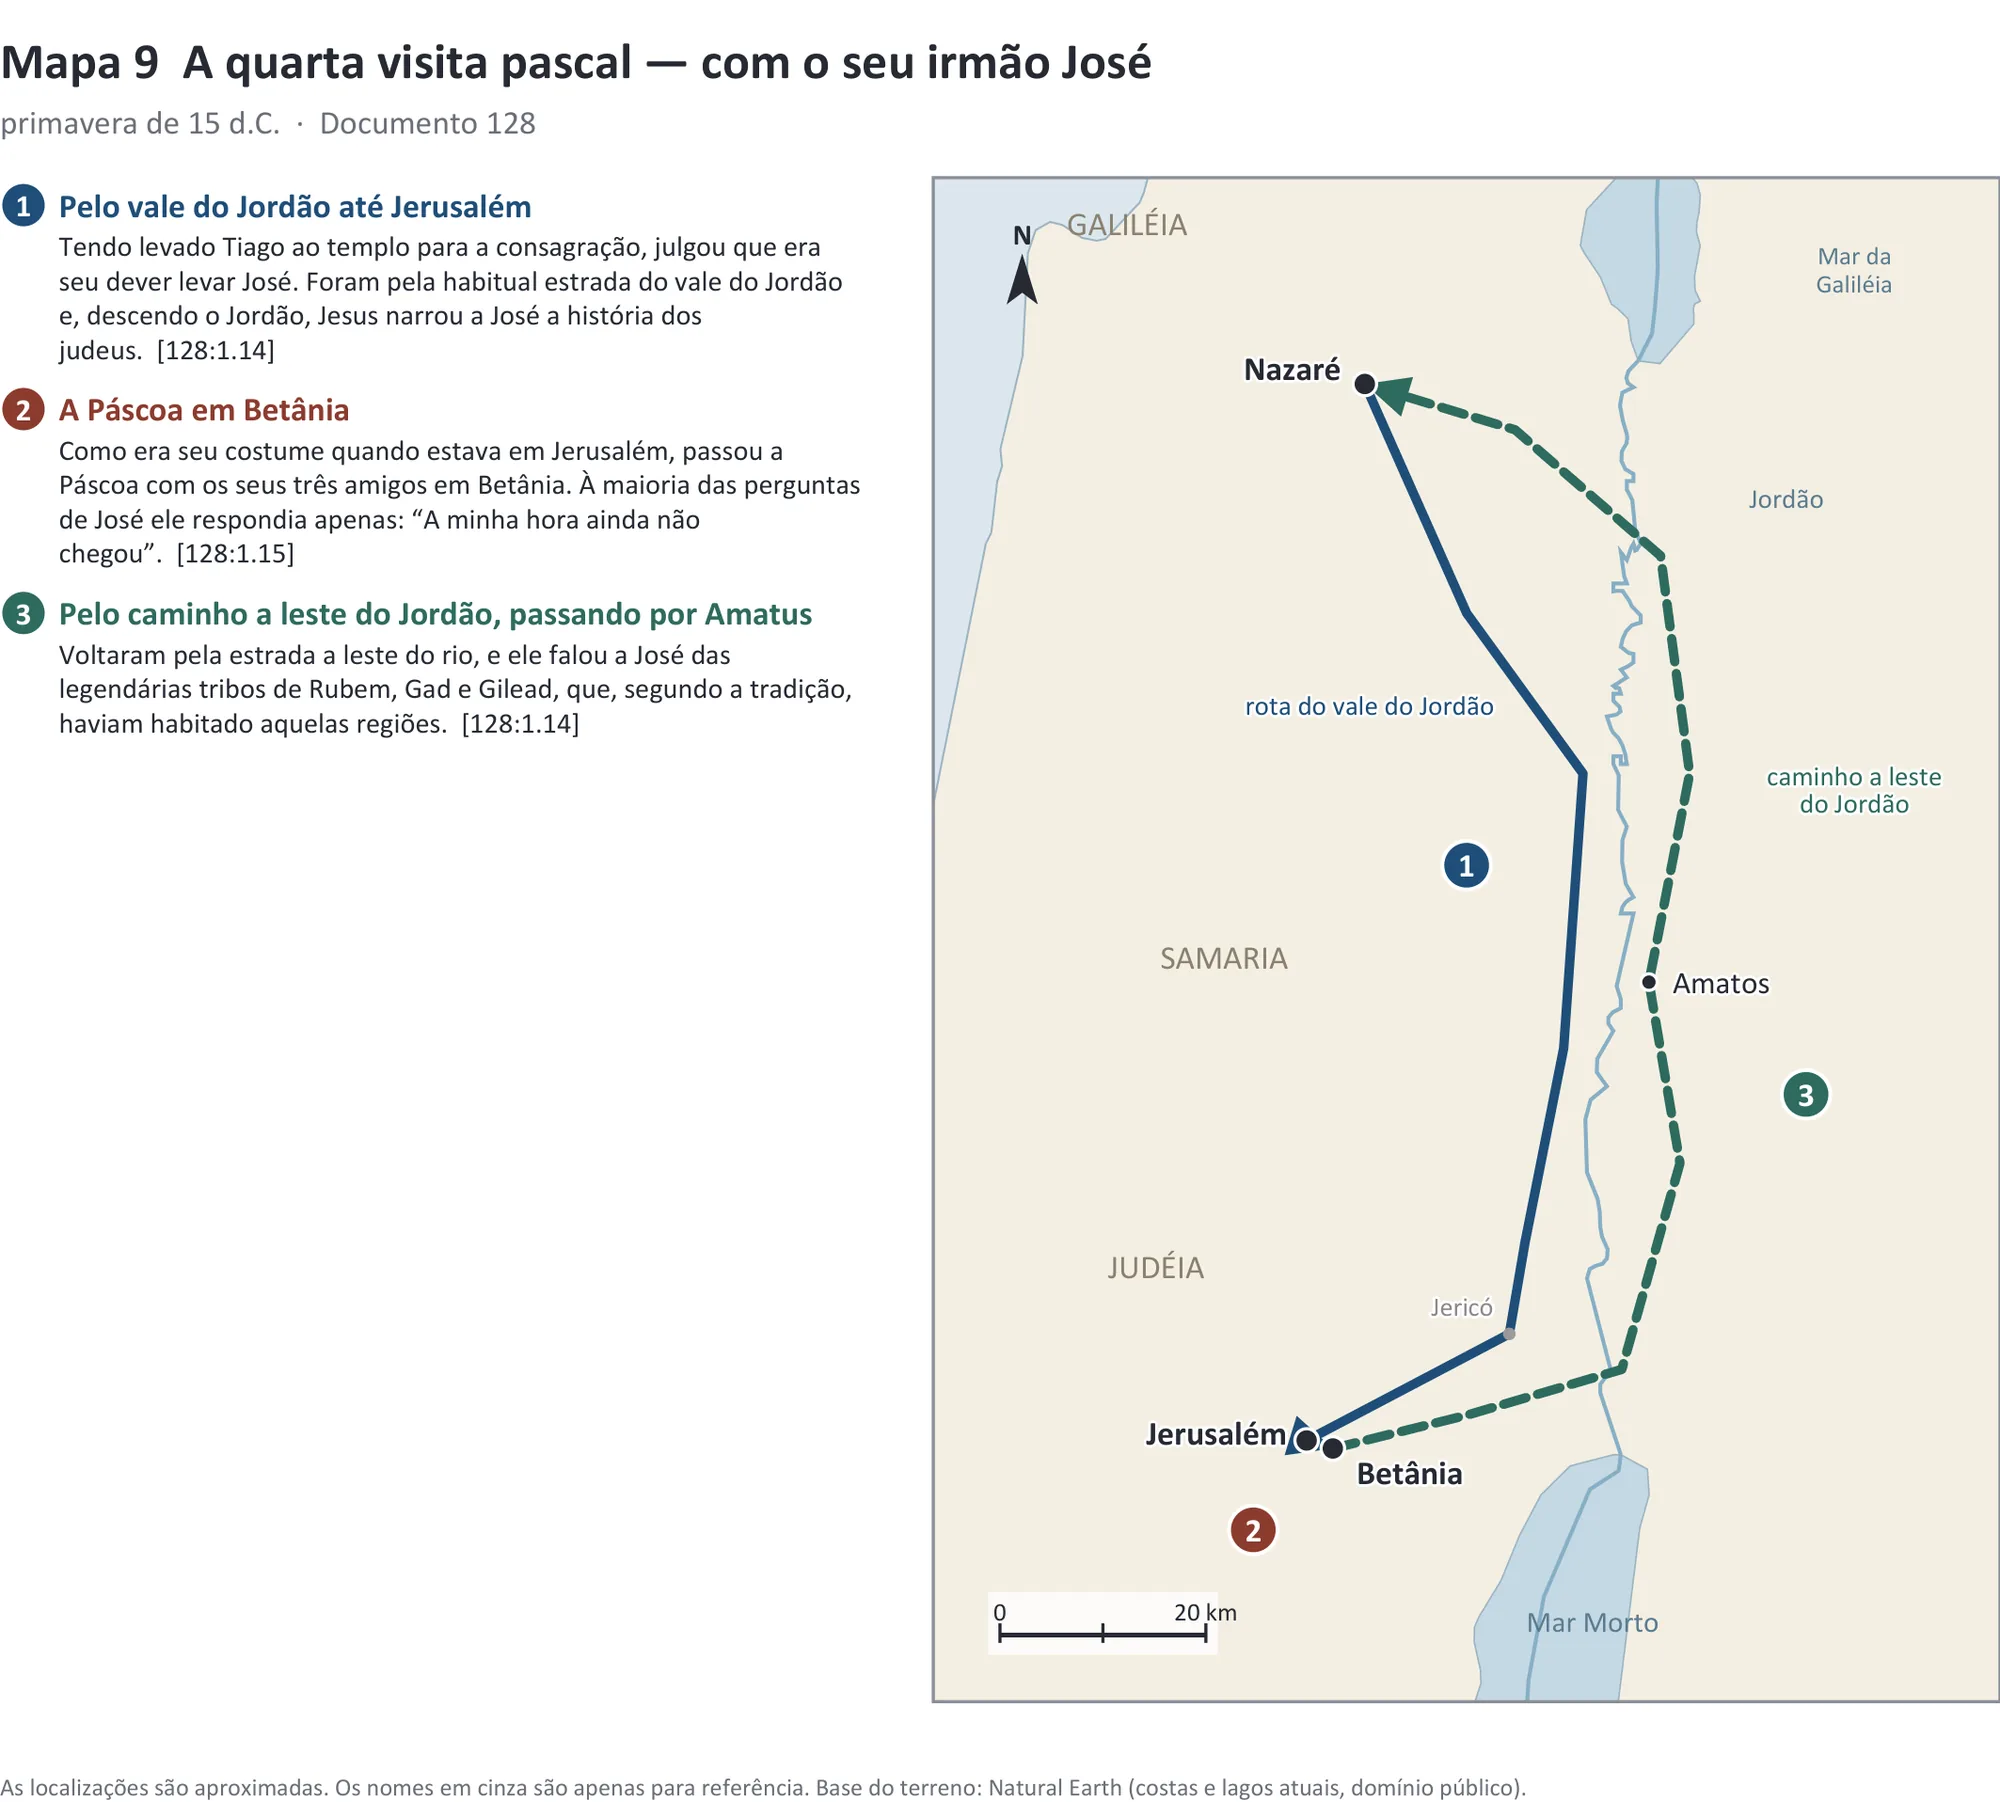 Mapa 9  A quarta visita pascal — com o seu irmão José
primavera de 15 d.C.  ·  Documento 128
1 Pelo vale do Jordão até Jerusalém
Tendo levado Tiago ao templo para a consagração, julgou que era
seu dever levar José. Foram pela habitual estrada do vale do Jordão
e, descendo o Jordão, Jesus narrou a José a história dos
judeus.  [128:1.14]
2 A Páscoa em Betânia
Como era seu costume quando estava em Jerusalém, passou a
Páscoa com os seus três amigos em Betânia. À maioria das perguntas
de José ele respondia apenas: “A minha hora ainda não
chegou”.  [128:1.15]
3 Pelo caminho a leste do Jordão, passando por Amatus
Voltaram pela estrada a leste do rio, e ele falou a José das
legendárias tribos de Rubem, Gad e Gilead, que, segundo a tradição,
haviam habitado aquelas regiões.  [128:1.14]
GALILÉIA
N
Mar da
Galiléia
Nazaré
Jordão
rota do vale do Jordão
caminho a leste
do Jordão
1
SAMARIA
Amatos
3
JUDÉIA
Jericó
Jerusalém
Betânia
2
0 20 km
Mar Morto
As localizações são aproximadas. Os nomes em cinza são apenas para referência. Base do terreno: Natural Earth (costas e lagos atuais, domínio público).